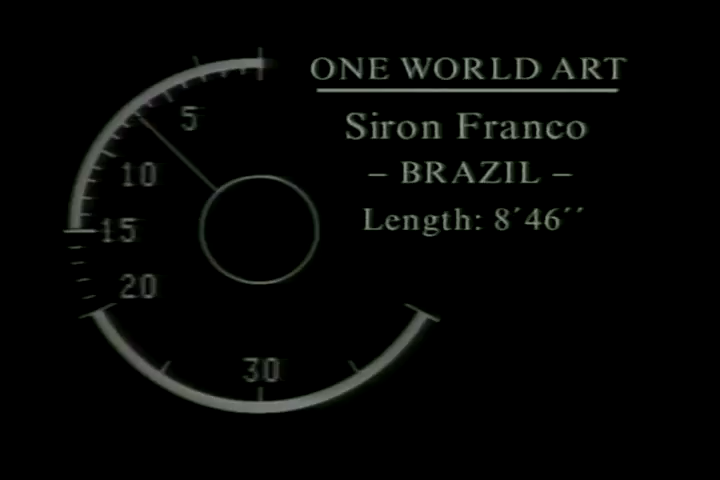 ONE WORLD ART
Siron Franco
– BRAZIL –
Length: 8´46´´
5
10
15
20
30